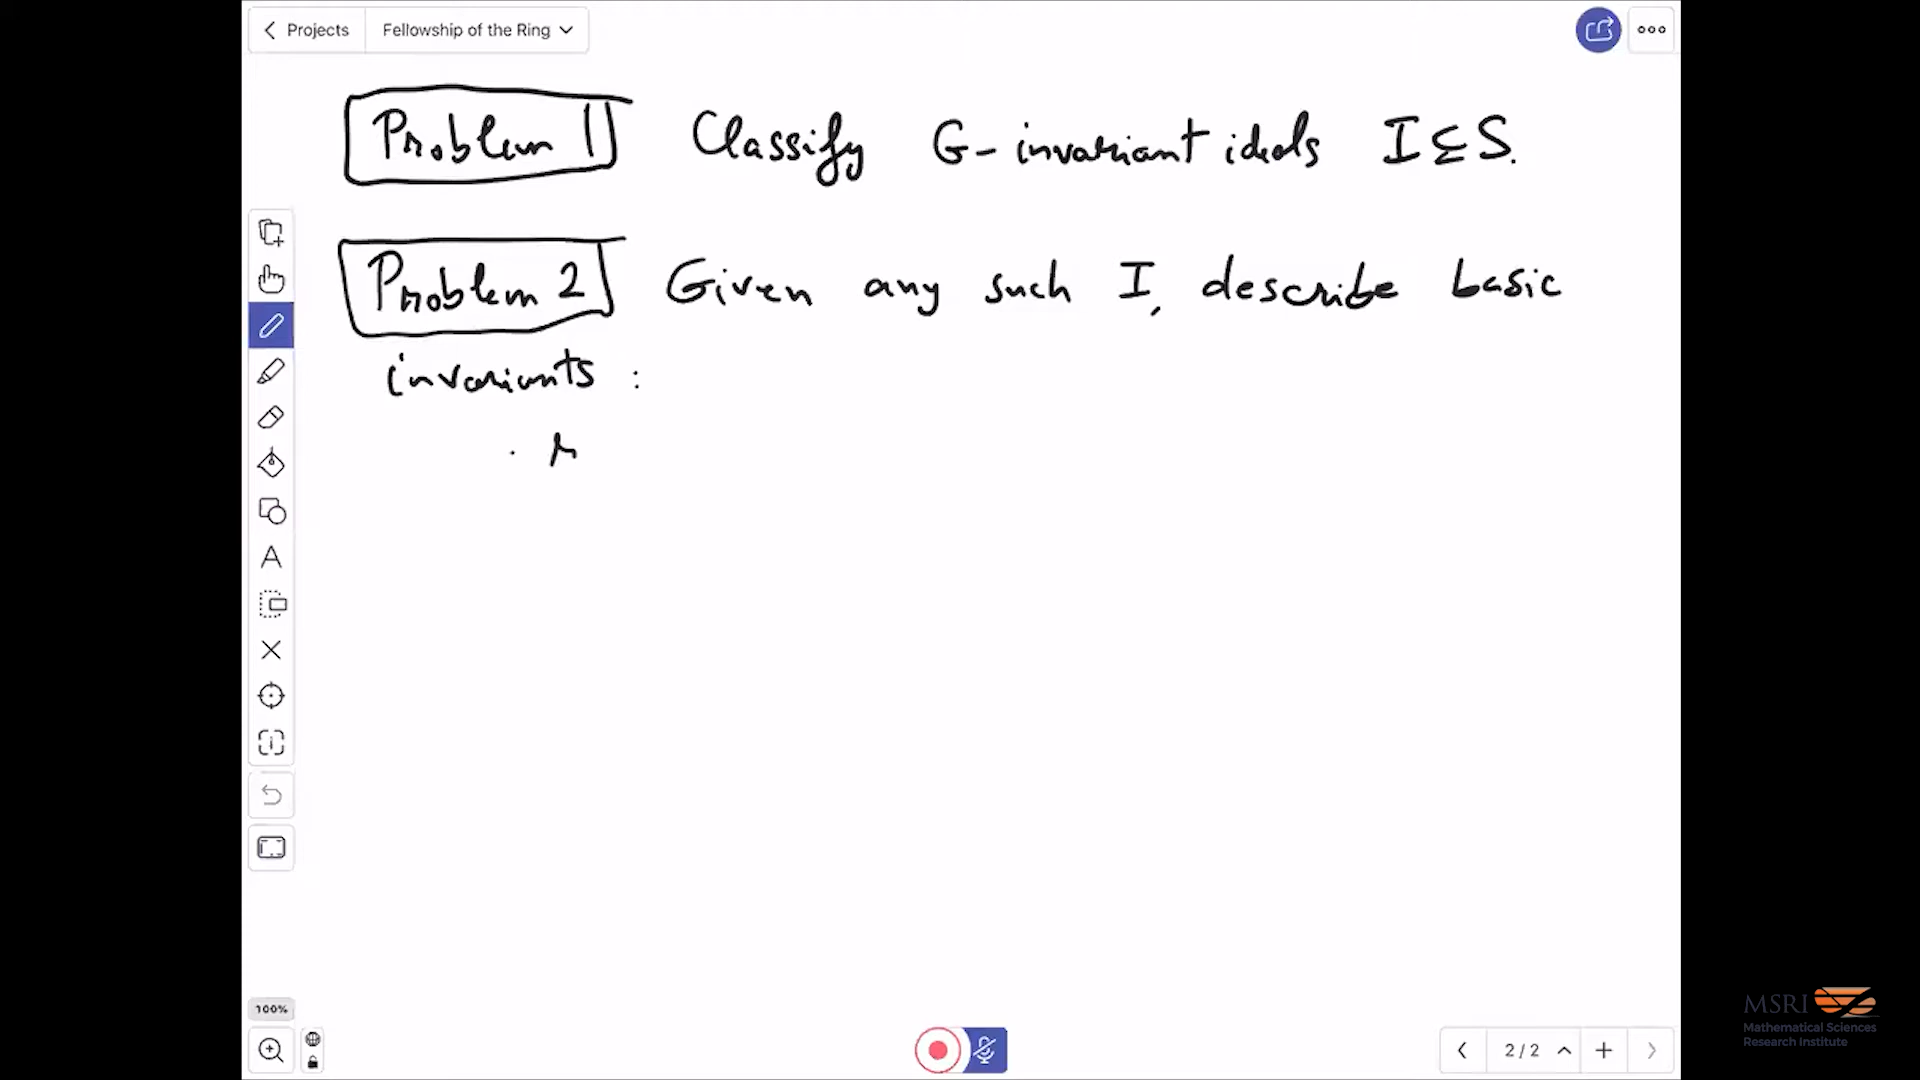 Projects
Fellowship of the Ring
Problem 1 Classify G-invariant ideals I ⊆ S.
Problem 2 Given any such I, describe basic
invariants :
·
A
100%
2/2
MSRI
Mathematical Sciences
Research Institute